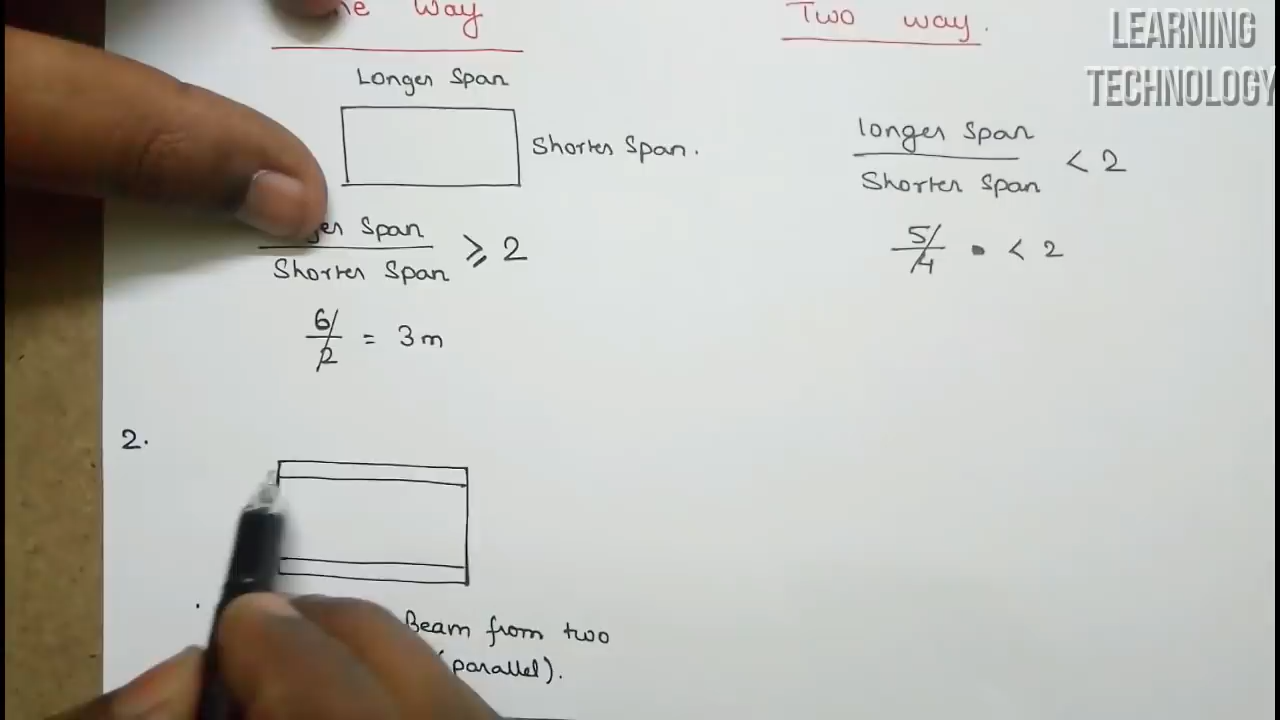 Way
Two way.
LEARNING
TECHNOLOGY
Longer Span
Shorter Span.
Span
Shorter Span
≥ 2
6/2 = 3m
Longer Span
Shorter Span
< 2
5/4 < 2
2.
Beam from two
(parallel).